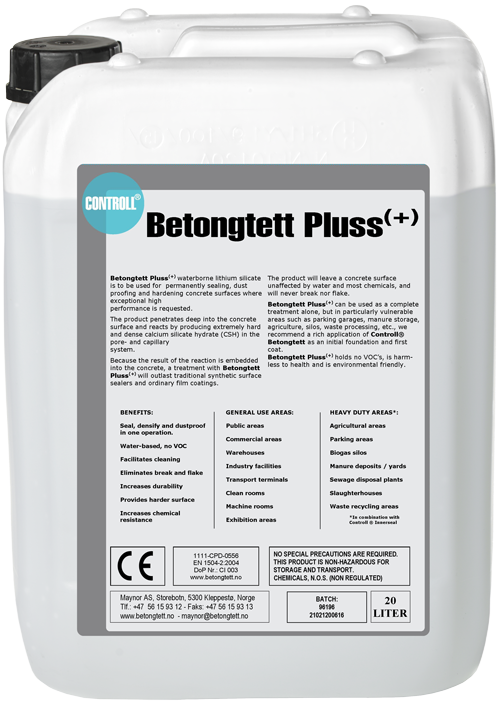 CONTROLL®
Betongtett Pluss(+)
Betongtett Pluss(+) waterborne lithium silicate
is to be used for permanently sealing, dust
proofing and hardening concrete surfaces where
exceptional high
performance is requested.
The product penetrates deep into the concrete
surface and reacts by producing extremely hard
and dense calcium silicate hydrate (CSH) in the
pore- and capillary
system.
Because the result of the reaction is embedded
into the concrete, a treatment with Betongtett
Pluss(+) will outlast traditional synthetic surface
sealers and ordinary film coatings.
The product will leave a concrete surface
unaffected by water and most chemicals, and
will never break nor flake.
Betongtett Pluss(+) can be used as a complete
treatment alone, but in particularly vulnerable
areas such as parking garages, manure storage,
agriculture, silos, waste processing, etc., we
recommend a rich application of Controll®
Betongtett as an initial foundation and first
coat.
Betongtett Pluss(+) holds no VOC's, is harm-
less to health and is environmental friendly.
BENEFITS:
Seal, densify and dustproof
in one operation.
Water-based, no VOC
Facilitates cleaning
Eliminates break and flake
Increases durability
Provides harder surface
Increases chemical
resistance
GENERAL USE AREAS:
Public areas
Commercial areas
Warehouses
Industry facilities
Transport terminals
Clean rooms
Machine rooms
Exhibition areas
HEAVY DUTY AREAS*:
Agricultural areas
Parking areas
Biogas silos
Manure deposits / yards
Sewage disposal plants
Slaughterhouses
Waste recycling areas
*In combination with
Controll ® Innerseal
CE
1111-CPD-0556
EN 1504-2:2004
DoP Nr.: CI 003
www.betongtett.no
NO SPECIAL PRECAUTIONS ARE REQUIRED.
THIS PRODUCT IS NON-HAZARDOUS FOR
STORAGE AND TRANSPORT.
CHEMICALS, N.O.S. (NON REGULATED)
Maynor AS, Storebotn, 5300 Kleppestø, Norge
Tlf.: +47 56 15 93 12 - Faks: +47 56 15 93 13
www.betongtett.no - maynor@betongtett.no
BATCH:
96196
21021200616
20
LITER